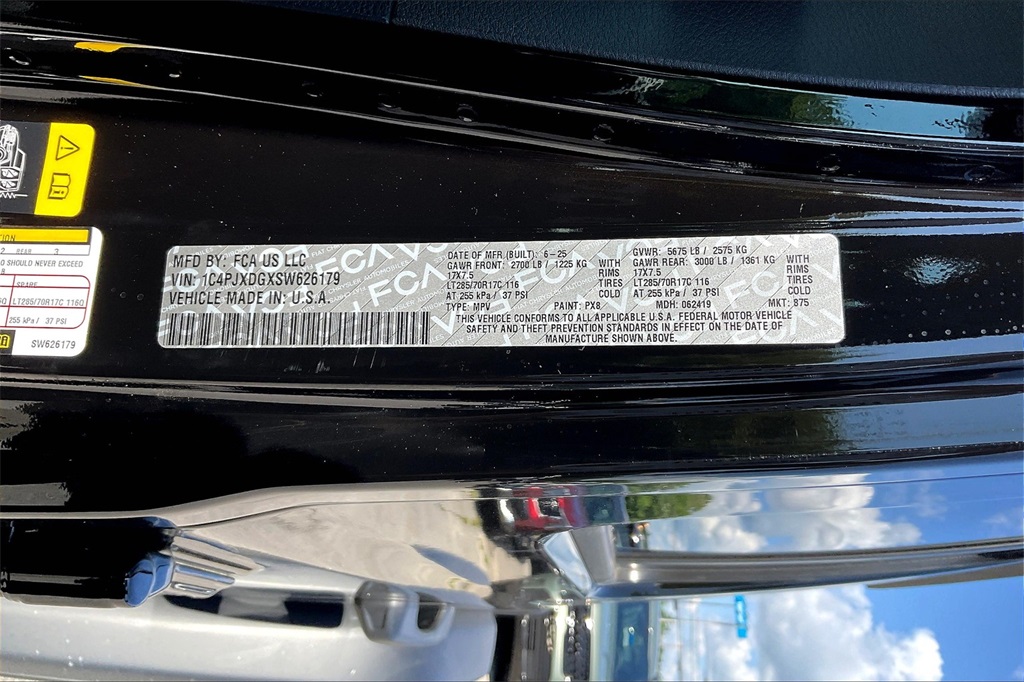 MFD BY: FCA US LLC
VIN:1C4PJXDGXSW626179
VEHICLE MADE IN U.S.A.
DATE OF MFR.(BUILT): 6-25
GAWR FRONT: 2700 LB/ 1225 KG WITH
17X7.5 RIMS
LT285/70R17C 116 TIRES
AT 255 kPa / 37 PSI COLD
TYPE: MPV PAINT: PX8
GVWR: 5675 LB / 2575 KG
GAWR REAR: 3000 LB / 1361 KG WITH
17X7.5 RIMS
LT285/70R17C 116 TIRES
AT 255 kPa / 37 PSI COLD
MDH: 062419 MKT: 875
THIS VEHICLE CONFORMS TO ALL APPLICABLE U.S.A. FEDERAL MOTOR VEHICLE
SAFETY AND THEFT PREVENTION STANDARDS IN EFFECT ON THE DATE OF
MANUFACTURE SHOWN ABOVE.
FCA
2 REAR 3
O SHOULD NEVER EXCEED
SPARE
LT285/70R17C 116Q
255 kPa / 37 PSI
SW626179